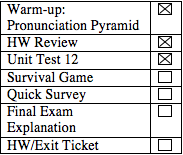 Warm-up:
Pronunciation Pyramid
HW Review
Unit Test 12
Survival Game
Quick Survey
Final Exam
Explanation
HW/Exit Ticket